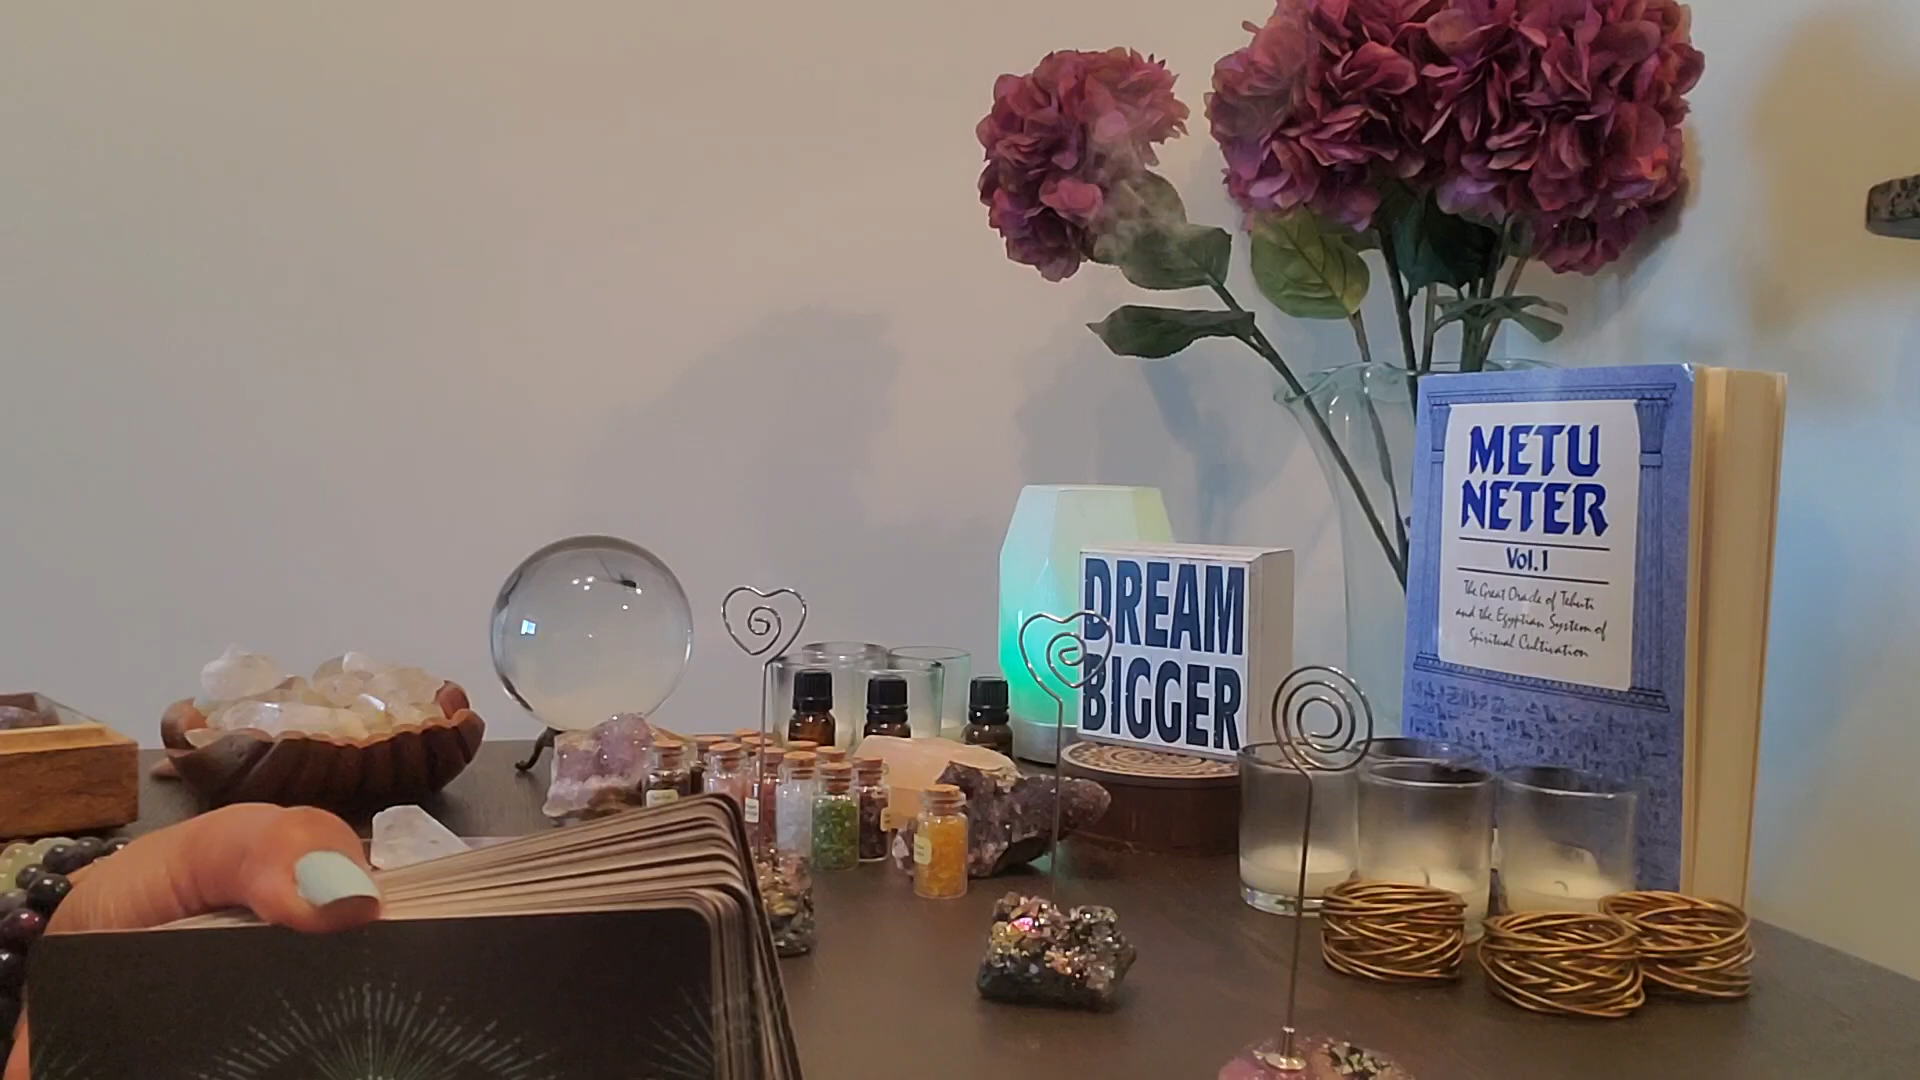 DREAM
BIGGER
METU
NETER
Vol.1
The Great Oracle of Tehuti
and the Egyptian System of
Spiritual Cultivation